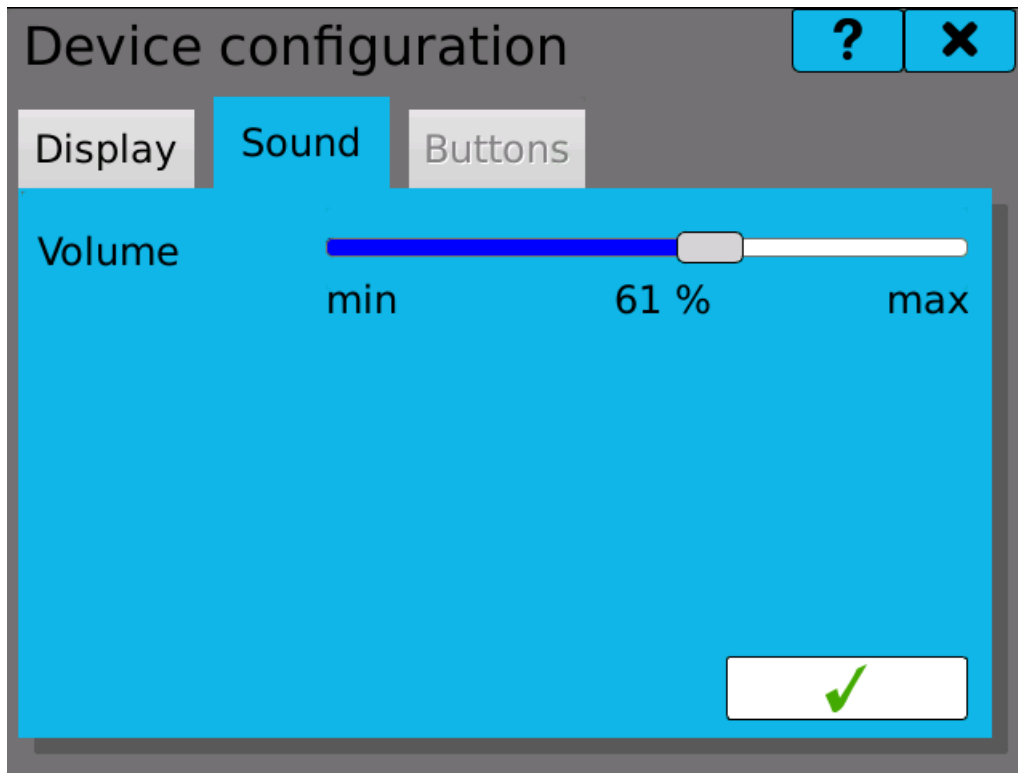 Device configuration ?
Display Sound Buttons
Volume
min 61 % max